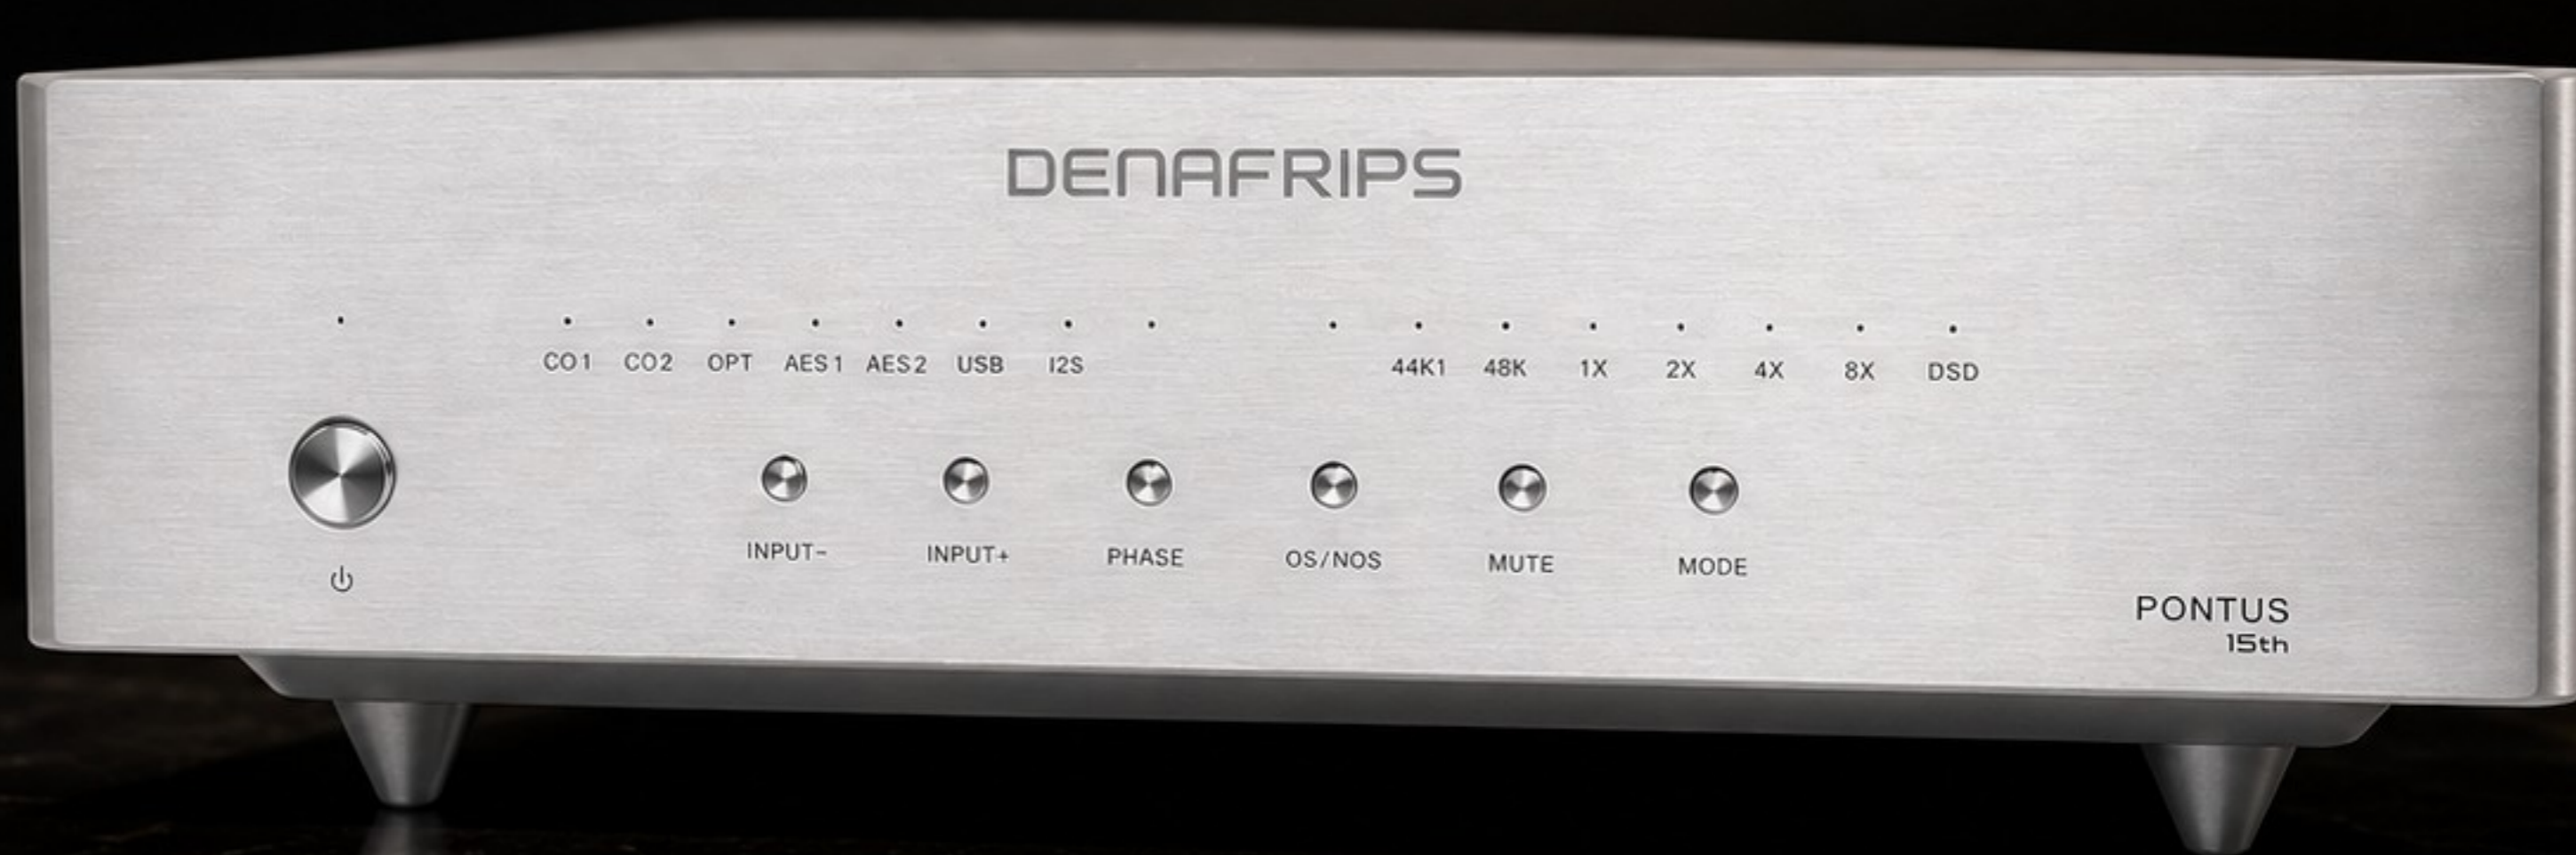 DENAFRIPS
CO1 CO2 OPT AES1 AES2 USB I2S 44K1 48K 1X 2X 4X 8X DSD
INPUT- INPUT+ PHASE OS/NOS MUTE MODE
PONTUS
15th